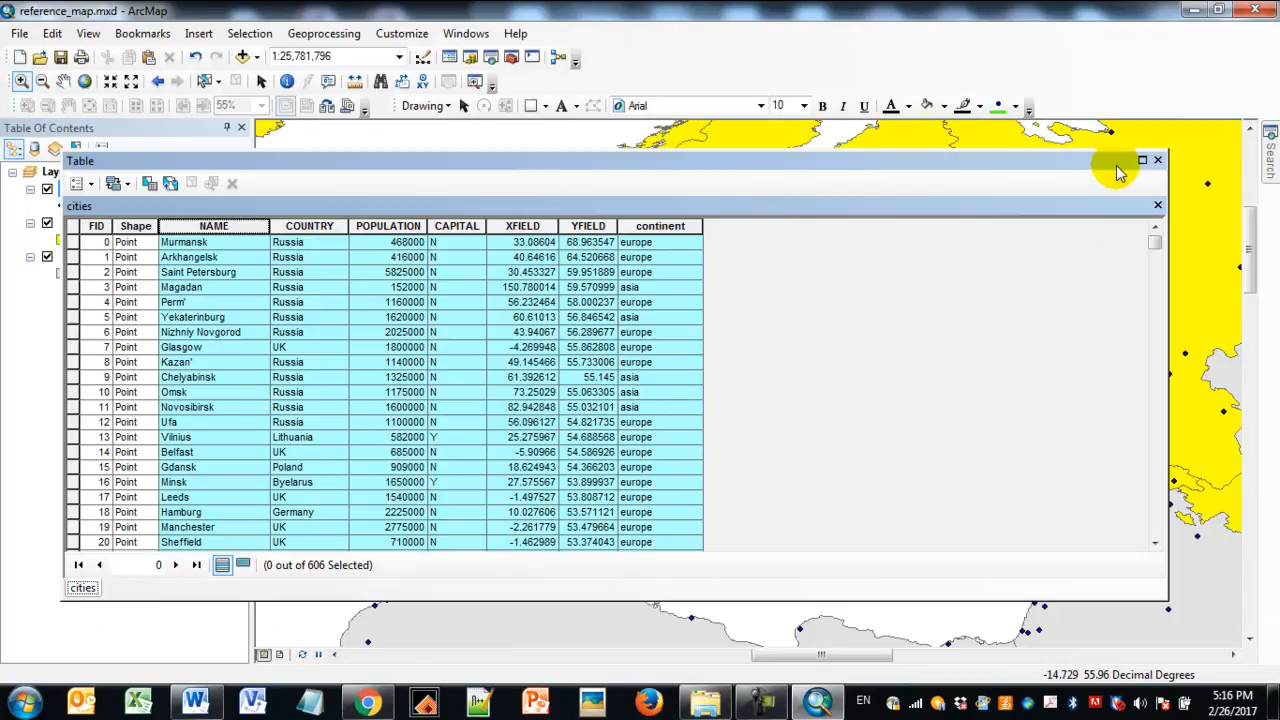 reference_map.mxd - ArcMap
File Edit View Bookmarks Insert Selection Geoprocessing Customize Windows Help
1:25,781,796
55% Drawing Arial 10 B I U A
Table Of Contents
Search
Lay
Table
cities
FID Shape NAME COUNTRY POPULATION CAPITAL XFIELD YFIELD continent
0 Point Murmansk Russia 468000 N 33.08604 68.963547 europe
1 Point Arkhangelsk Russia 416000 N 40.64616 64.520668 europe
2 Point Saint Petersburg Russia 5825000 N 30.453327 59.951889 europe
3 Point Magadan Russia 152000 N 150.780014 59.570999 asia
4 Point Perm' Russia 1160000 N 56.232464 58.000237 europe
5 Point Yekaterinburg Russia 1620000 N 60.61013 56.846542 asia
6 Point Nizhniy Novgorod Russia 2025000 N 43.94067 56.289677 europe
7 Point Glasgow UK 1800000 N -4.269948 55.862808 europe
8 Point Kazan' Russia 1140000 N 49.145466 55.733006 europe
9 Point Chelyabinsk Russia 1325000 N 61.392612 55.145 asia
10 Point Omsk Russia 1175000 N 73.25029 55.063305 asia
11 Point Novosibirsk Russia 1600000 N 82.942848 55.032101 asia
12 Point Ufa Russia 1100000 N 56.096127 54.821735 europe
13 Point Vilnius Lithuania 582000 Y 25.275967 54.688568 europe
14 Point Belfast UK 685000 N -5.90966 54.586926 europe
15 Point Gdansk Poland 909000 N 18.624943 54.366203 europe
16 Point Minsk Byelarus 1650000 Y 27.575567 53.899937 europe
17 Point Leeds UK 1540000 N -1.497527 53.808712 europe
18 Point Hamburg Germany 2225000 N 10.027606 53.571121 europe
19 Point Manchester UK 2775000 N -2.261779 53.479664 europe
20 Point Sheffield UK 710000 N -1.462989 53.374043 europe
0 (0 out of 606 Selected)
cities
-14.729 55.96 Decimal Degrees
EN 5:16 PM
2/26/2017